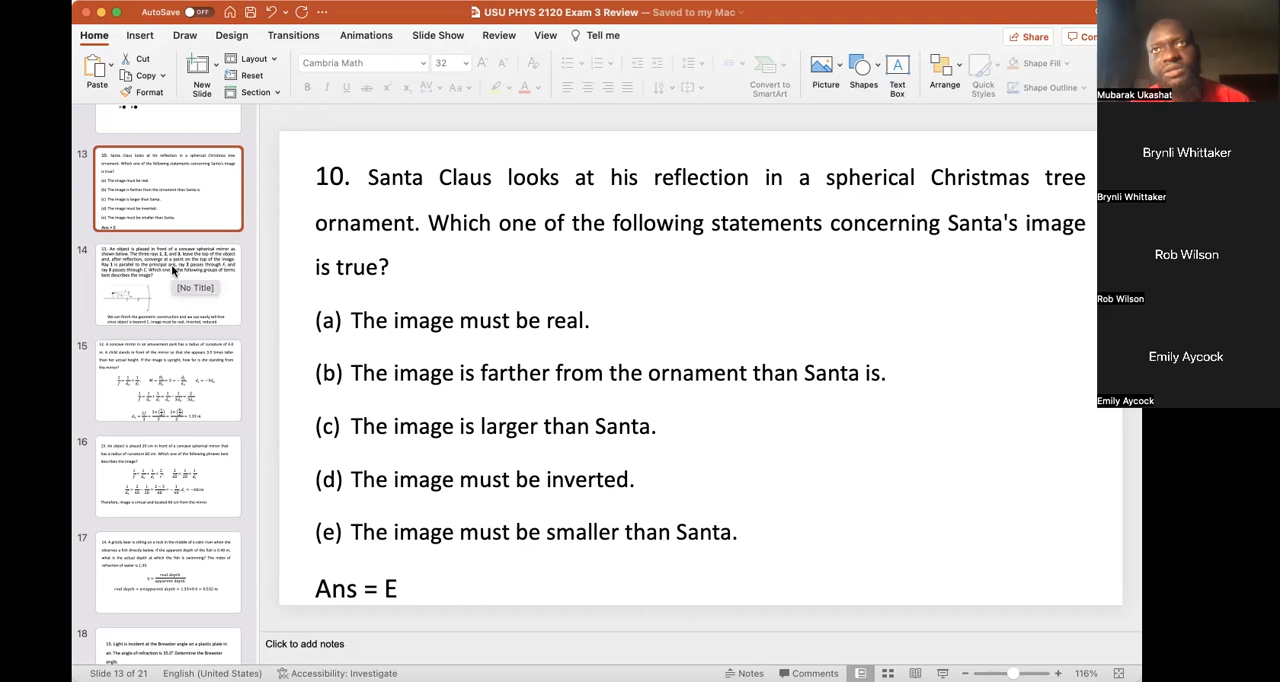 AutoSave OFF
USU PHYS 2120 Exam 3 Review — Saved to my Mac
Home Insert Draw Design Transitions Animations Slide Show Review View Tell me
Share
Paste
Cut
Copy
Format
New Slide
Layout
Reset
Section
Cambria Math 32
Convert to SmartArt
Picture
Shapes
Text Box
Arrange
Quick Styles
Shape Fill
Shape Outline
13
14
[No Title]
15
16
17
18
10. Santa Claus looks at his reflection in a spherical Christmas tree
ornament. Which one of the following statements concerning Santa's image
is true?
(a) The image must be real.
(b) The image is farther from the ornament than Santa is.
(c) The image is larger than Santa.
(d) The image must be inverted.
(e) The image must be smaller than Santa.
Ans = E
Click to add notes
Slide 13 of 21 English (United States) Accessibility: Investigate
Notes Comments 116%
Mubarak Ukashat
Brynli Whittaker
Brynli Whittaker
Rob Wilson
Rob Wilson
Emily Aycock
Emily Aycock